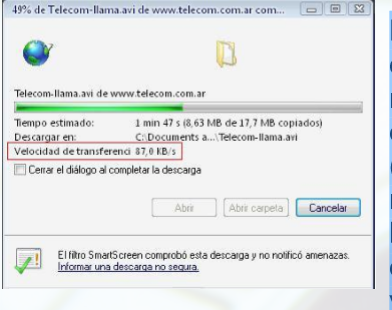 49% de Telecom-llama.avi de www.telecom.com.ar com...
Telecom-llama.avi de www.telecom.com.ar
Tiempo estimado: 1 min 47 s (8,63 MB de 17,7 MB copiados)
Descargar en: C:\Documents a...\Telecom-llama.avi
Velocidad de transferenci 87,0 KB/s
Cerrar el diálogo al completar la descarga
Abrir Abrir carpeta Cancelar
El filtro SmartScreen comprobó esta descarga y no notificó amenazas.
Informar una descarga no segura.